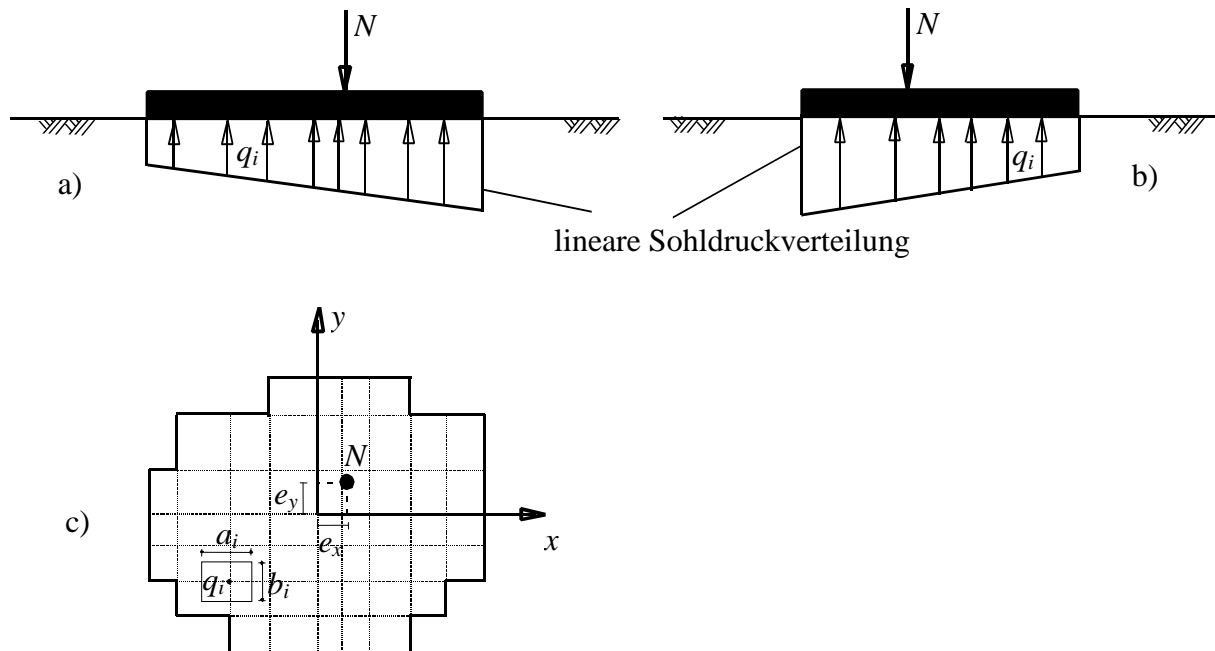 N
N
q_i
q_i
a)
b)
lineare Sohldruckverteilung
y
N
e_y
c)
e_x
x
a_i
q_i
b_i